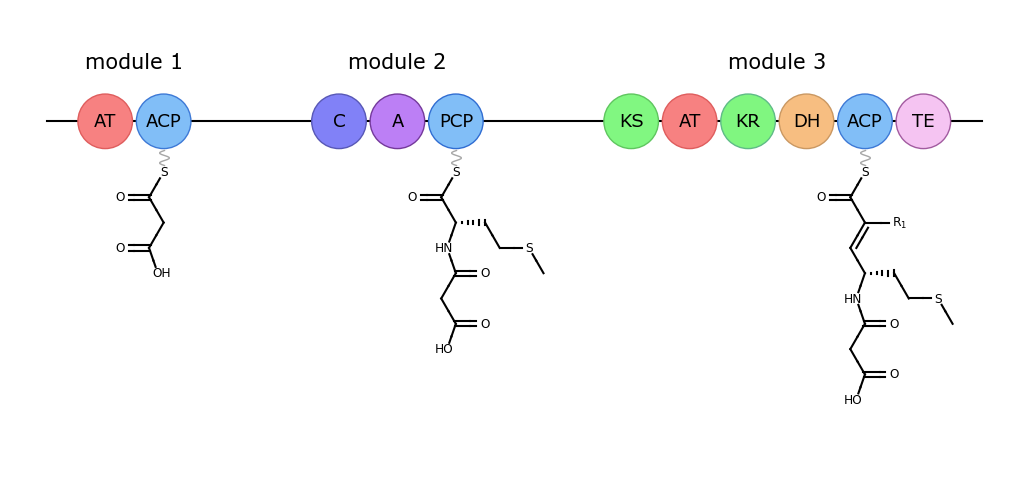 module 1
module 2
module 3
AT ACP C A PCP KS AT KR DH ACP TE
S S S
O O O
R1
O HN S
OH O HN S
O O
HO O
HO